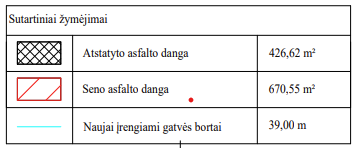 Sutartiniai žymėjimai
Atstatyto asfalto danga 426,62 m²
Seno asfalto danga 670,55 m²
Naujai įrengiami gatvės bortai 39,00 m